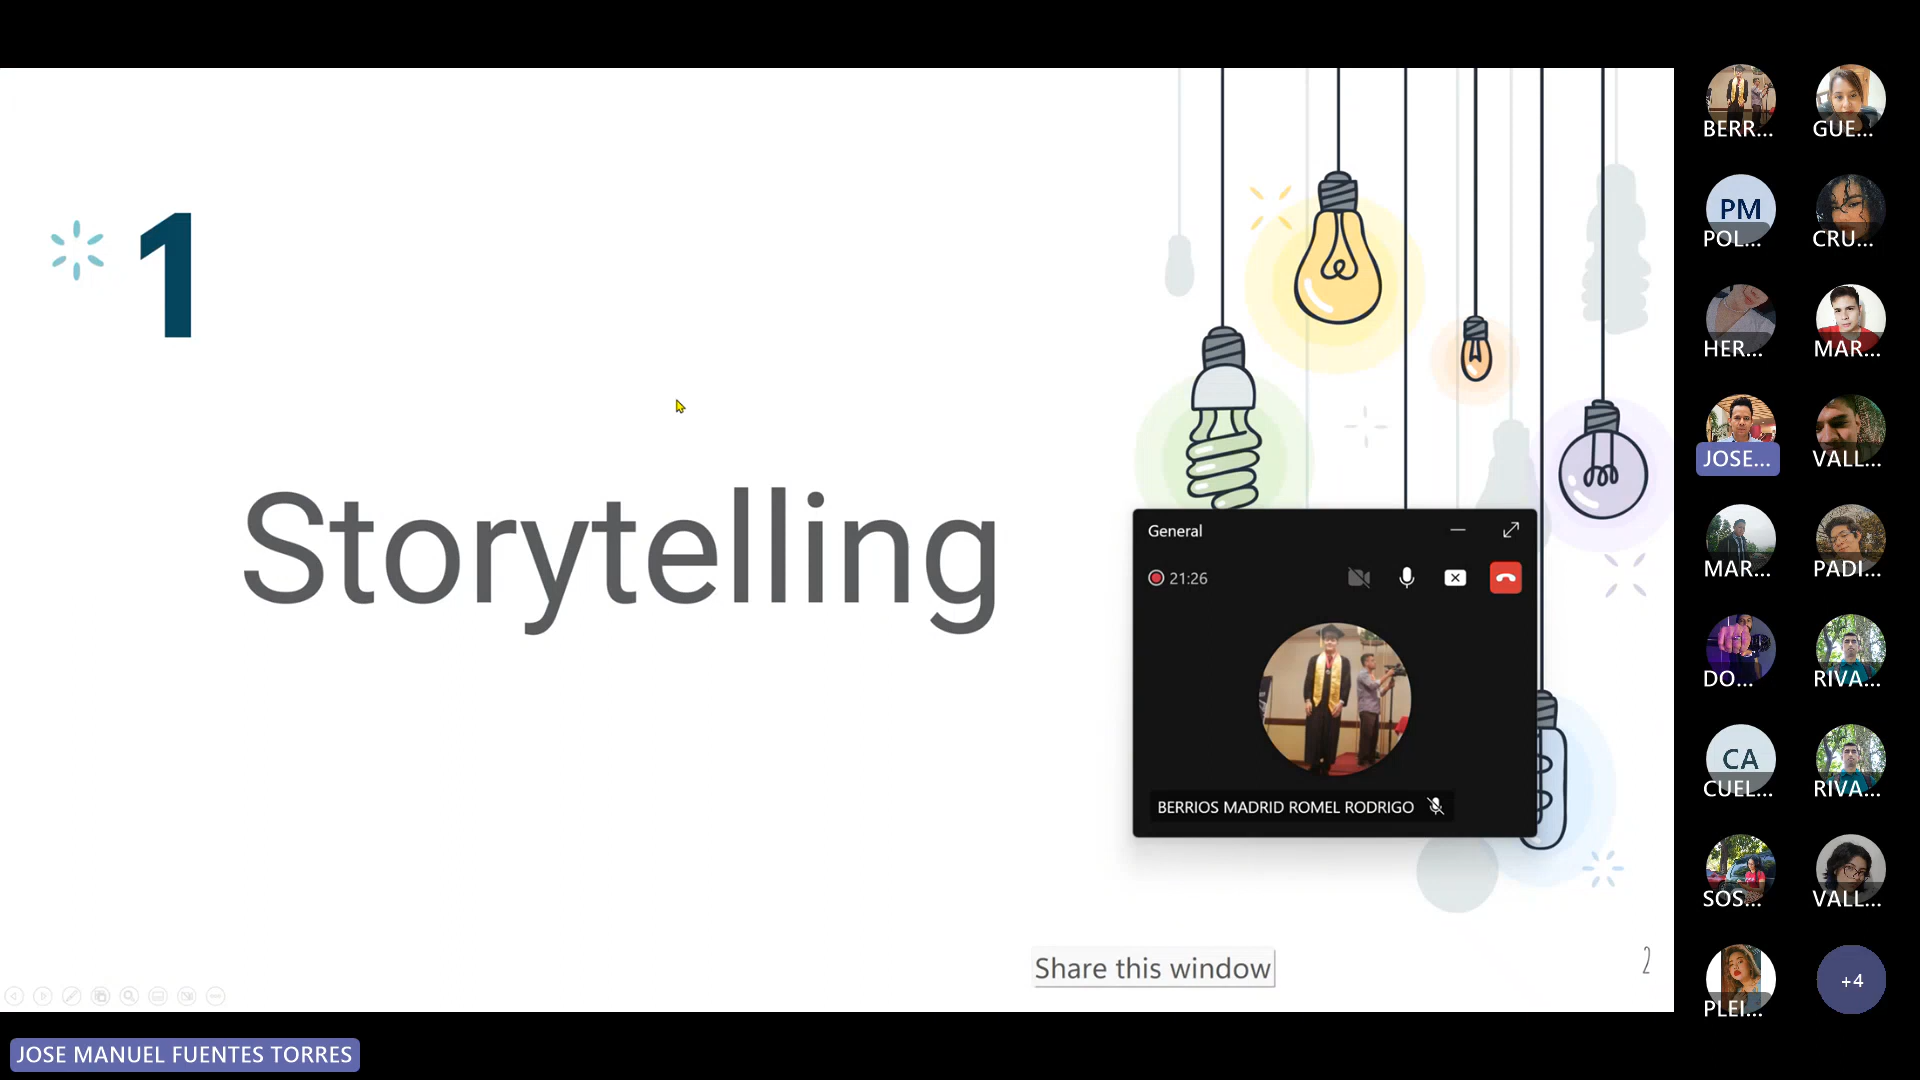 1
Storytelling
General
21:26
BERRIOS MADRID ROMEL RODRIGO
Share this window
2
JOSE MANUEL FUENTES TORRES
BERR...
GUE...
PM
POL...
CRU...
HER...
MAR...
JOSE...
VALL...
MAR...
PADI...
DO...
RIVA...
CA
CUEL...
RIVA...
SOS...
VALL...
PLEI...
+4